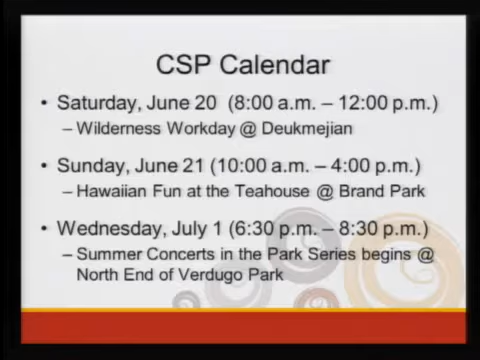 CSP Calendar
• Saturday, June 20 (8:00 a.m. – 12:00 p.m.)
– Wilderness Workday @ Deukmejian
• Sunday, June 21 (10:00 a.m. – 4:00 p.m.)
– Hawaiian Fun at the Teahouse @ Brand Park
• Wednesday, July 1 (6:30 p.m. – 8:30 p.m.)
– Summer Concerts in the Park Series begins @
North End of Verdugo Park